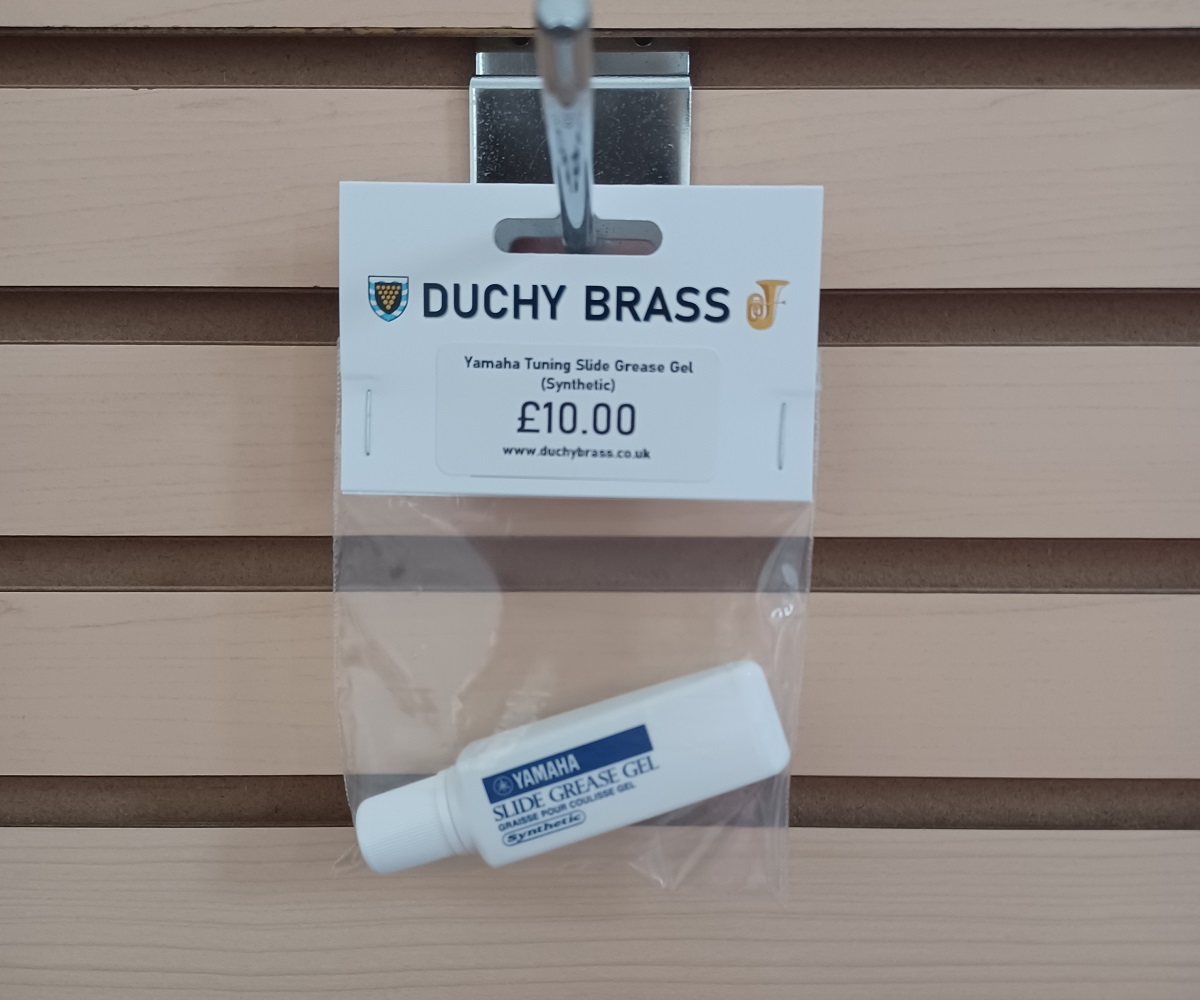 DUCHY BRASS
Yamaha Tuning Slide Grease Gel
(Synthetic)
£10.00
www.duchybrass.co.uk
YAMAHA
SLIDE GREASE GEL
GRAISSE POUR COULISSE GEL
Synthetic